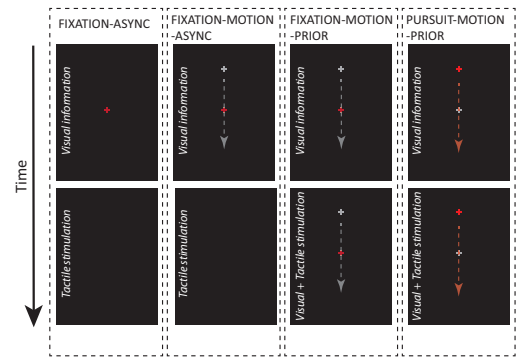 FIXATION-ASYNC
FIXATION-MOTION
-ASYNC
FIXATION-MOTION
-PRIOR
PURSUIT-MOTION
-PRIOR
Time
Visual information
Visual information
Visual information
Visual information
Tactile stimulation
Tactile stimulation
Visual + Tactile stimulation
Visual + Tactile stimulation